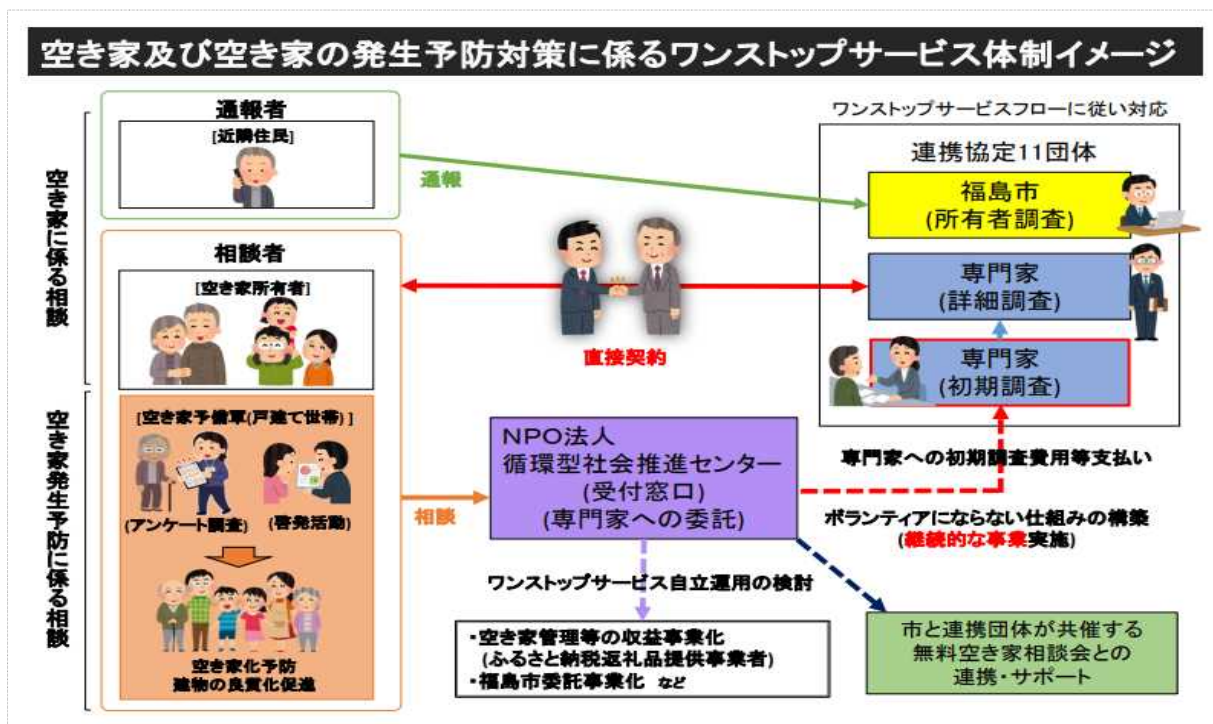 空き家及び空き家の発生予防対策に係るワンストップサービス体制イメージ
空き家に係る相談
通報者
[近隣住民]
通報
相談者
[空き家所有者]
直接契約
ワンストップサービスフローに従い対応
連携協定11団体
福島市
(所有者調査)
専門家
(詳細調査)
専門家
(初期調査)
空き家発生予防に係る相談
[空き家予備軍(戸建て世帯)]
(アンケート調査)
(啓発活動)
空き家化予防
建物の良質化促進
相談
NPO法人
循環型社会推進センター
(受付窓口)
(専門家への委託)
専門家への初期調査費用等支払い
ボランティアにならない仕組みの構築
(継続的な事業実施)
ワンストップサービス自立運用の検討
・空き家管理等の収益事業化
(ふるさと納税返礼品提供事業者)
・福島市委託事業化 など
市と連携団体が共催する
無料空き家相談会との
連携・サポート